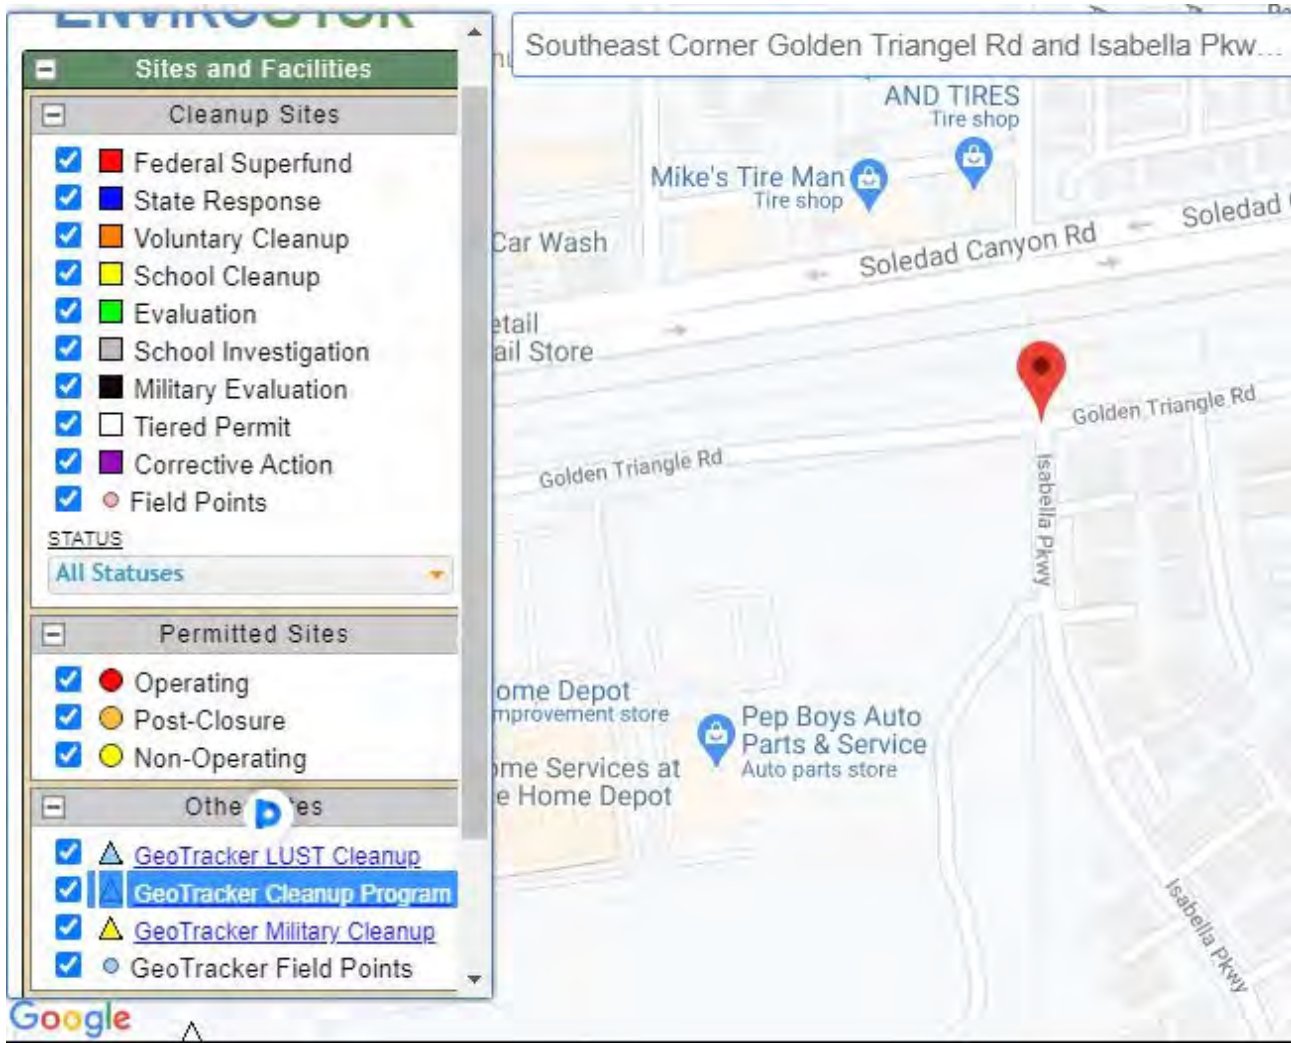 ENVIROSTOR
Sites and Facilities
Cleanup Sites
Federal Superfund
State Response
Voluntary Cleanup
School Cleanup
Evaluation
School Investigation
Military Evaluation
Tiered Permit
Corrective Action
Field Points
STATUS
All Statuses
Permitted Sites
Operating
Post-Closure
Non-Operating
GeoTracker LUST Cleanup
GeoTracker Cleanup Program
GeoTracker Military Cleanup
GeoTracker Field Points
Google
Southeast Corner Golden Triangel Rd and Isabella Pkw...
AND TIRES
Tire shop
Mike's Tire Man
Tire shop
Car Wash
Soledad Canyon Rd
Soledad
etail
ail Store
Golden Triangle Rd
Golden Triangle Rd
Isabella Pkwy
ome Depot
mprovement store
Pep Boys Auto
Parts & Service
Auto parts store
ome Services at
e Home Depot
Isabella Pkwy